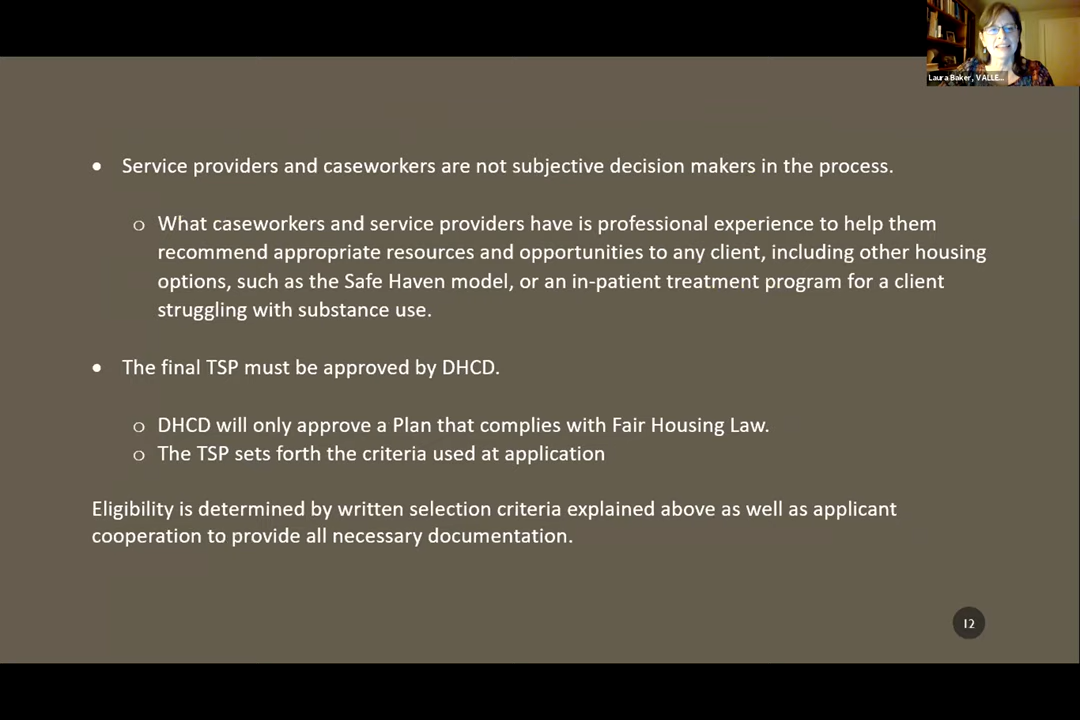 Laura Baker, VALLE...
• Service providers and caseworkers are not subjective decision makers in the process.
o What caseworkers and service providers have is professional experience to help them
recommend appropriate resources and opportunities to any client, including other housing
options, such as the Safe Haven model, or an in-patient treatment program for a client
struggling with substance use.
• The final TSP must be approved by DHCD.
o DHCD will only approve a Plan that complies with Fair Housing Law.
o The TSP sets forth the criteria used at application
Eligibility is determined by written selection criteria explained above as well as applicant
cooperation to provide all necessary documentation.
12